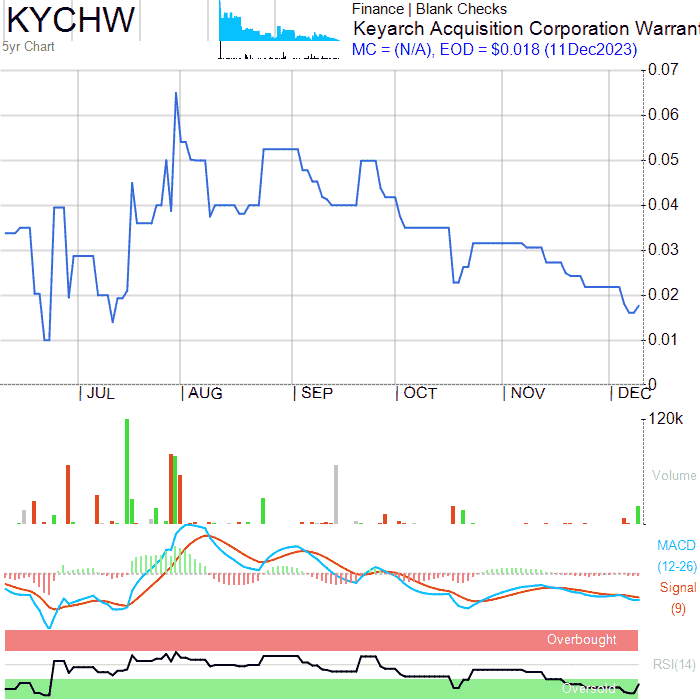 KYCHW
5yr Chart
Finance | Blank Checks
Keyarch Acquisition Corporation Warrant
MC = (N/A), EOD = $0.018 (11Dec2023)
0.07
0.06
0.05
0.04
0.03
0.02
0.01
0
JUL AUG SEP OCT NOV DEC
120k
Volume
MACD
(12-26)
Signal
(9)
Overbought
RSI(14)
Oversold